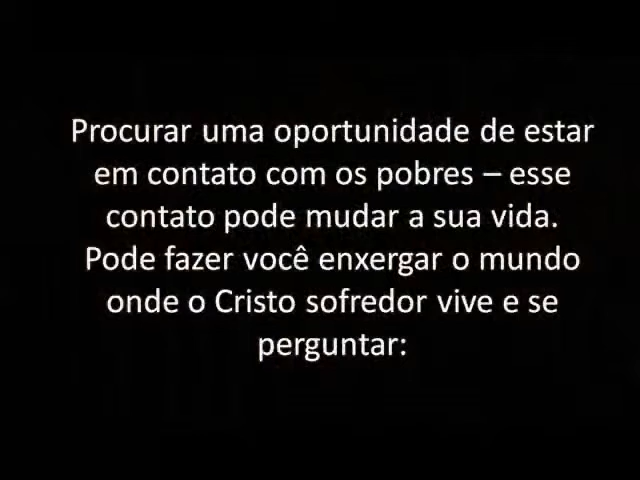 Procurar uma oportunidade de estar
em contato com os pobres – esse
contato pode mudar a sua vida.
Pode fazer você enxergar o mundo
onde o Cristo sofredor vive e se
perguntar: